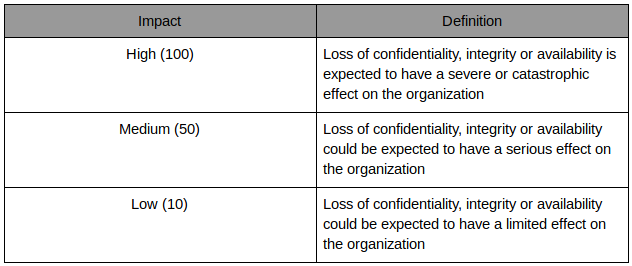 Impact
Definition
High (100)
Loss of confidentiality, integrity or availability is
expected to have a severe or catastrophic
effect on the organization
Medium (50)
Loss of confidentiality, integrity or availability
could be expected to have a serious effect on
the organization
Low (10)
Loss of confidentiality, integrity or availability
could be expected to have a limited effect on
the organization